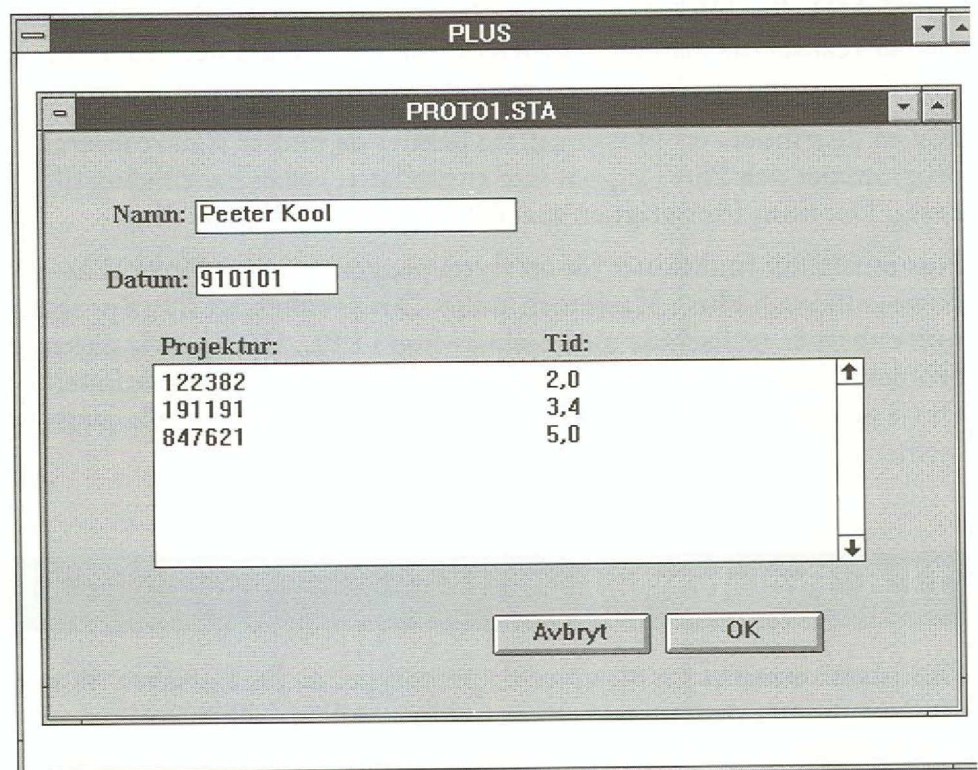 PLUS
PROTO1.STA
Namn: Peeter Kool
Datum: 910101
Projektnr: Tid:
122382 2,0
191191 3,4
847621 5,0
Avbryt OK